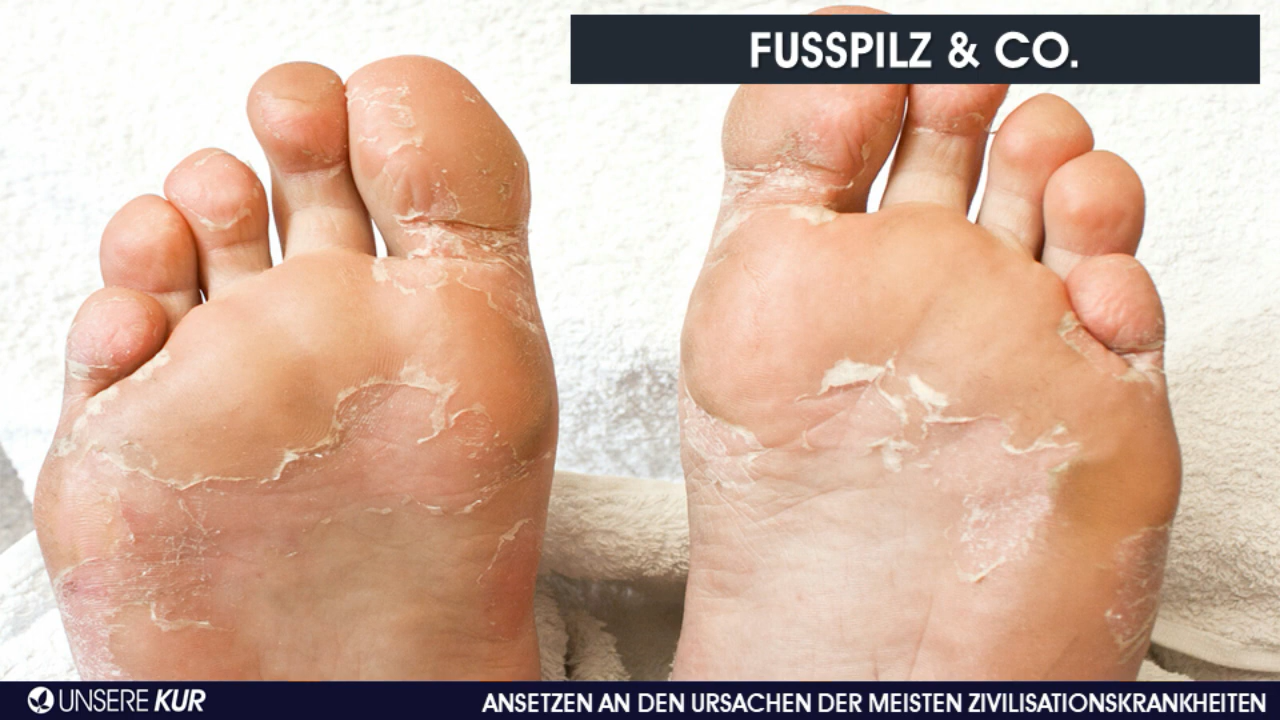 FUSSPILZ & CO.
UNSERE KUR
ANSETZEN AN DEN URSACHEN DER MEISTEN ZIVILISATIONSKRANKHEITEN